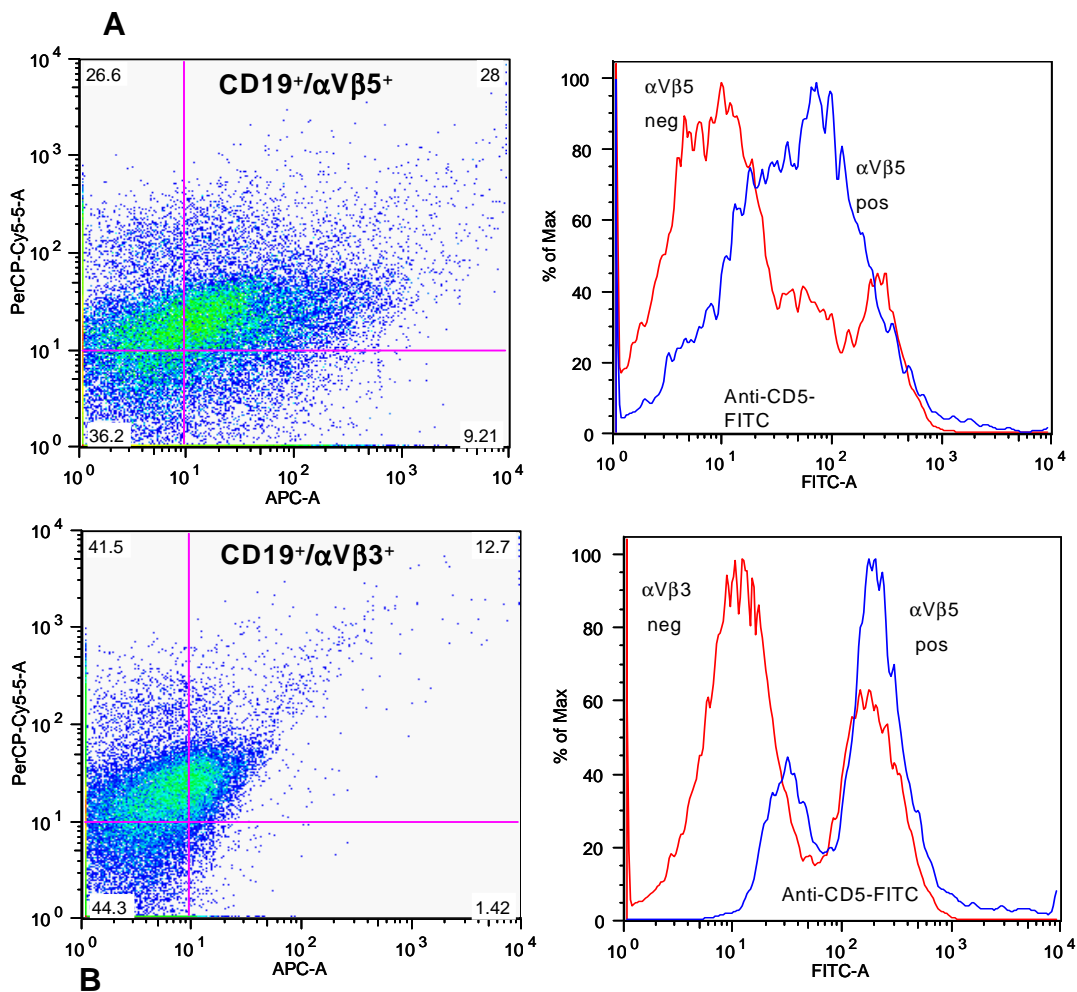 A
10⁴
10³
10²
10¹
10⁰
PerCP-Cy5-5-A
26.6
CD19⁺/αVβ5⁺
28
36.2
9.21
10⁰ 10¹ 10² 10³ 10⁴
APC-A
100
80
60
40
20
0
% of Max
αVβ5
neg
αVβ5
pos
Anti-CD5-
FITC
10⁰ 10¹ 10² 10³ 10⁴
FITC-A
10⁴
10³
10²
10¹
10⁰
PerCP-Cy5-5-A
41.5
CD19⁺/αVβ3⁺
12.7
44.3
1.42
10⁰ 10¹ 10² 10³ 10⁴
APC-A
100
80
60
40
20
0
% of Max
αVβ3
neg
αVβ5
pos
Anti-CD5-FITC
10⁰ 10¹ 10² 10³ 10⁴
FITC-A
B